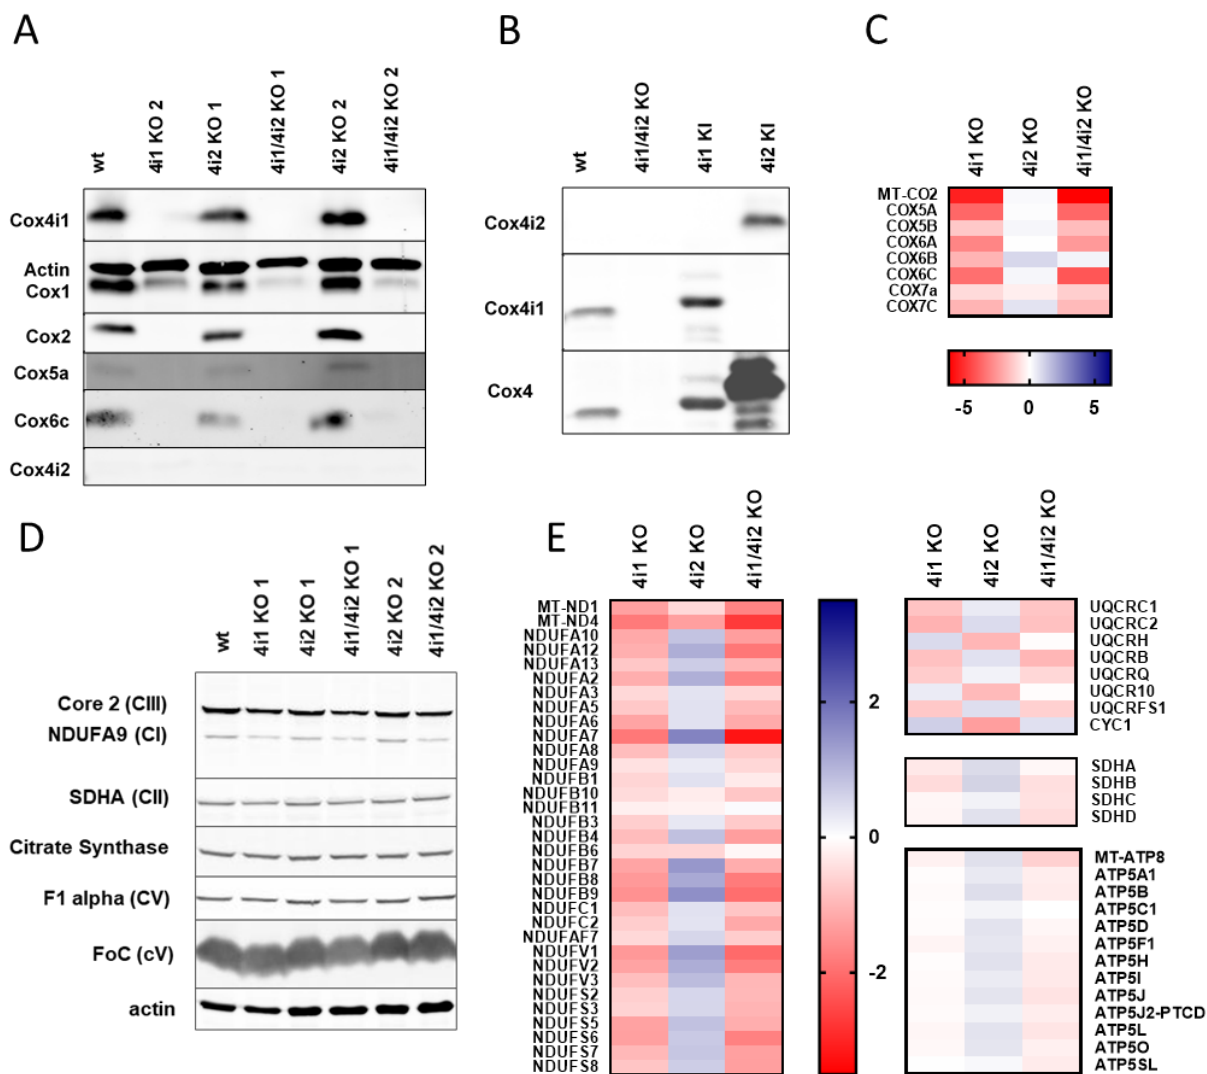 A
wt
4i1 KO 2
4i2 KO 1
4i1/4i2 KO 1
4i2 KO 2
4i1/4i2 KO 2
Cox4i1
Actin
Cox1
Cox2
Cox5a
Cox6c
Cox4i2
B
wt
4i1/4i2 KO
4i1 KI
4i2 KI
Cox4i2
Cox4i1
Cox4
C
4i1 KO
4i2 KO
4i1/4i2 KO
MT-CO2
COX5A
COX5B
COX6A
COX6B
COX6C
COX7a
COX7C
-5 0 5
D
wt
4i1 KO 1
4i2 KO 1
4i1/4i2 KO 1
4i2 KO 2
4i1/4i2 KO 2
Core 2 (CIII)
NDUFA9 (CI)
SDHA (CII)
Citrate Synthase
F1 alpha (CV)
FoC (cV)
actin
E
4i1 KO
4i2 KO
4i1/4i2 KO
MT-ND1
MT-ND4
NDUFA10
NDUFA12
NDUFA13
NDUFA2
NDUFA3
NDUFA5
NDUFA6
NDUFA7
NDUFA8
NDUFA9
NDUFB1
NDUFB10
NDUFB11
NDUFB3
NDUFB4
NDUFB6
NDUFB7
NDUFB8
NDUFB9
NDUFC1
NDUFC2
NDUFAF7
NDUFV1
NDUFV2
NDUFV3
NDUFS2
NDUFS3
NDUFS5
NDUFS6
NDUFS7
NDUFS8
2
0
-2
4i1 KO
4i2 KO
4i1/4i2 KO
UQCRC1
UQCRC2
UQCRH
UQCRB
UQCRQ
UQCR10
UQCRFS1
CYC1
SDHA
SDHB
SDHC
SDHD
MT-ATP8
ATP5A1
ATP5B
ATP5C1
ATP5D
ATP5F1
ATP5H
ATP5I
ATP5J
ATP5J2-PTCD
ATP5L
ATP5O
ATP5SL